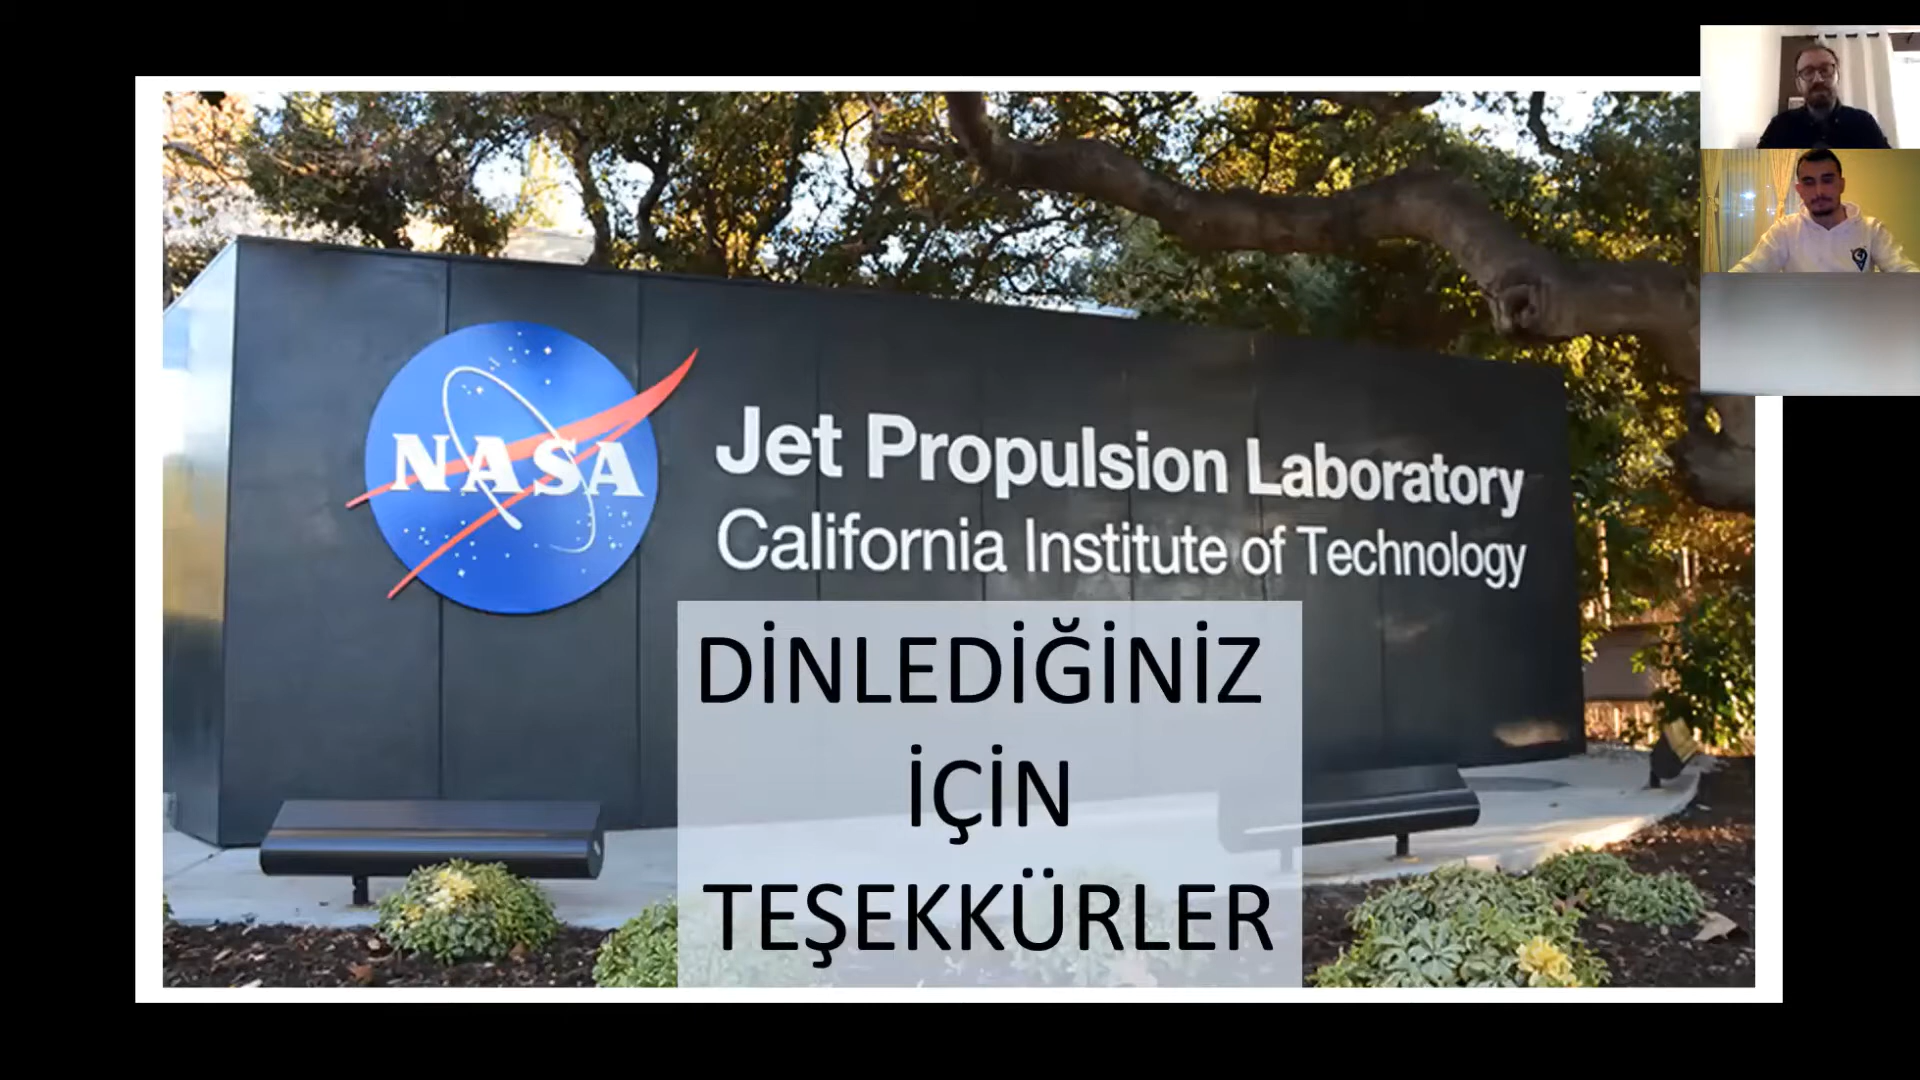 NASA
Jet Propulsion Laboratory
California Institute of Technology
DİNLEDİĞİNİZ
İÇİN
TEŞEKKÜRLER